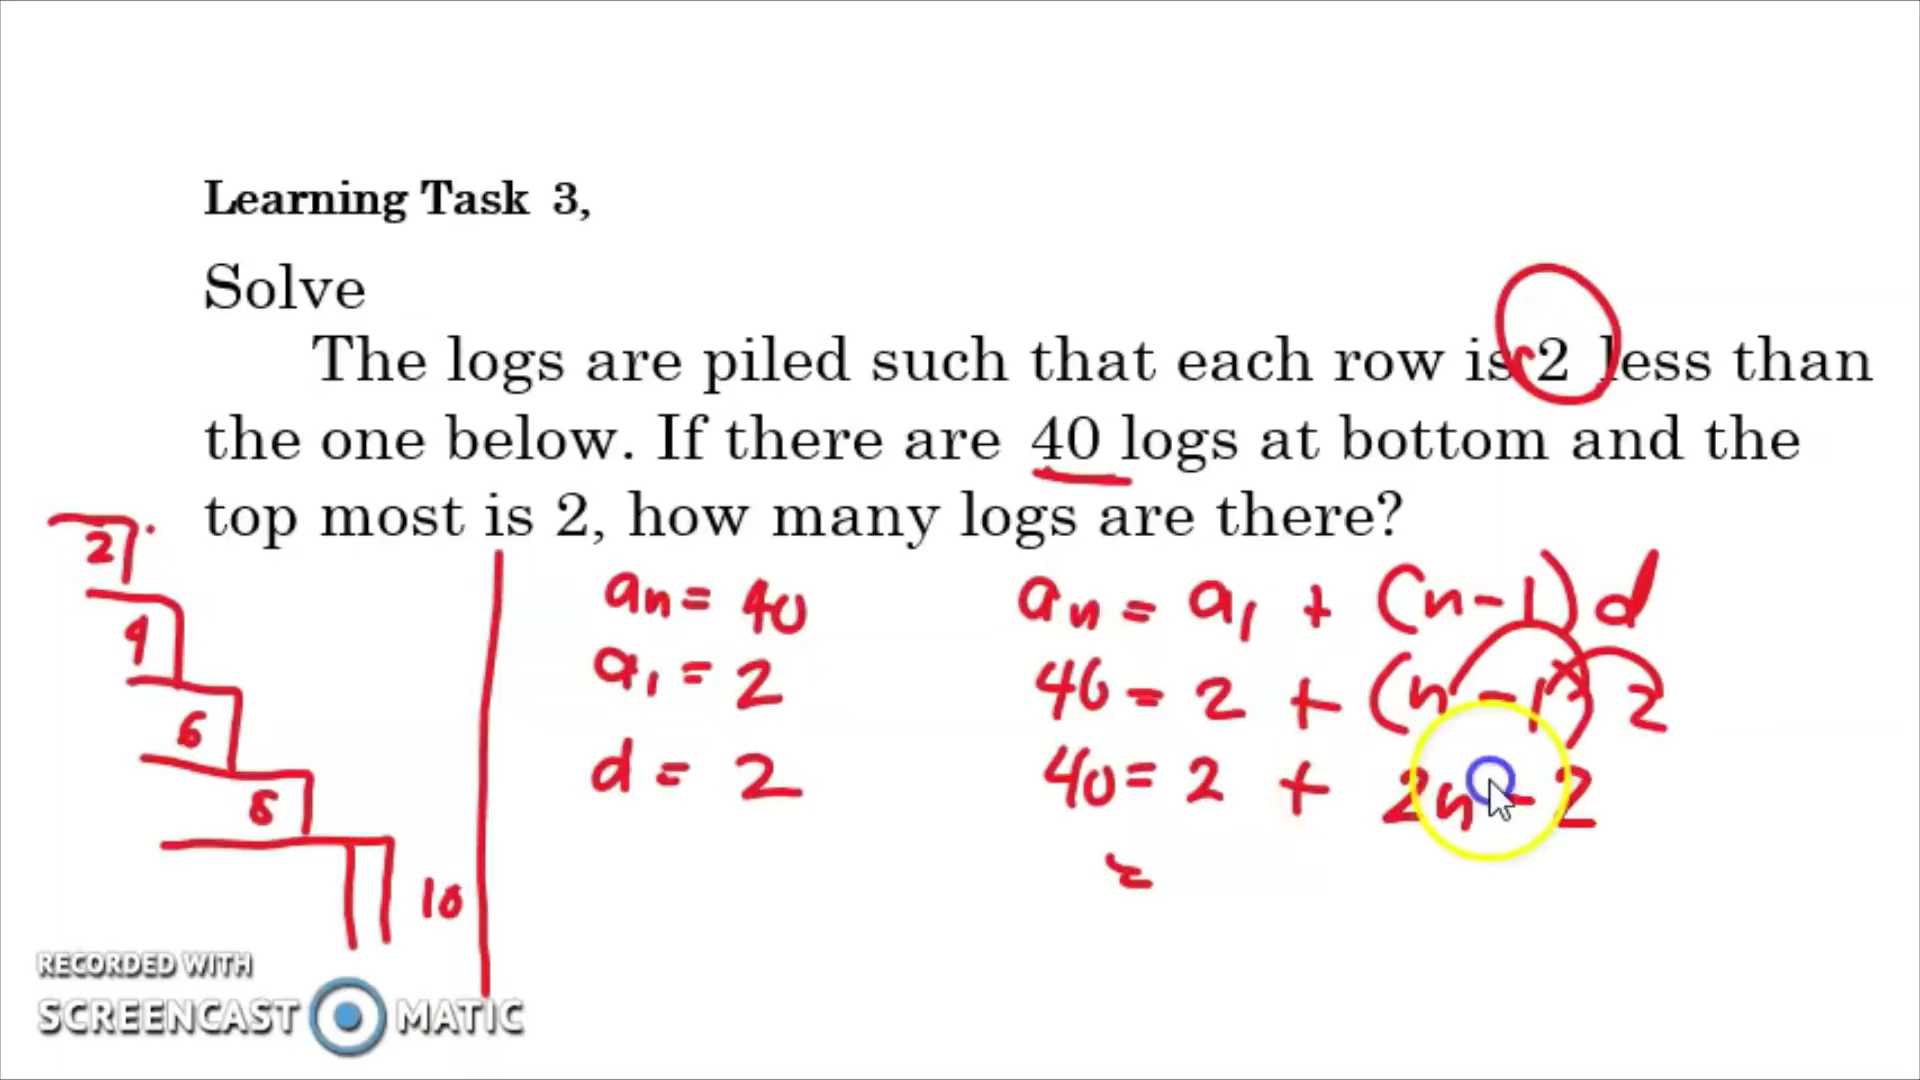 Learning Task 3,
Solve
The logs are piled such that each row is 2 less than
the one below. If there are 40 logs at bottom and the
top most is 2, how many logs are there?
2
4
6
8
10
an = 40
a1 = 2
d = 2
an = a1 + (n-1) d
40 = 2 + (n-1) 2
40 = 2 + 2n - 2
=
RECORDED WITH
SCREENCAST MATIC